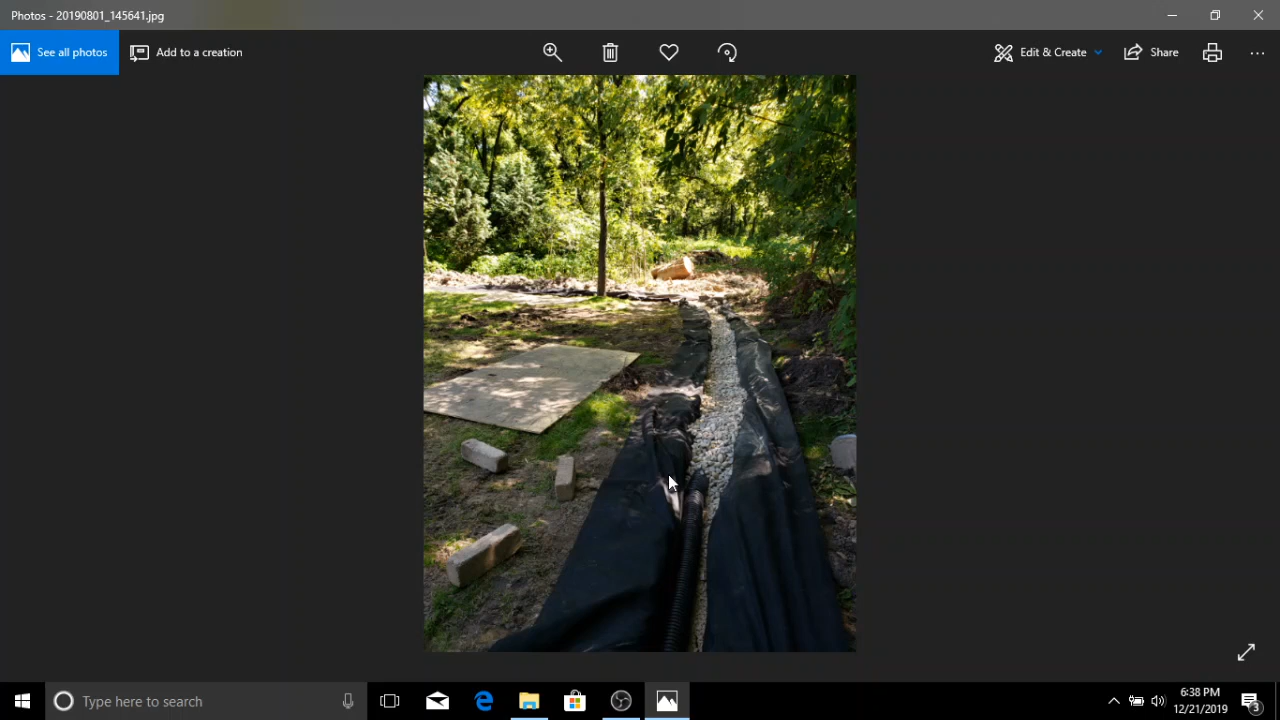 Photos - 20190801_145641.jpg
See all photos
Add to a creation
Edit & Create
Share
Type here to search
6:38 PM
12/21/2019
3